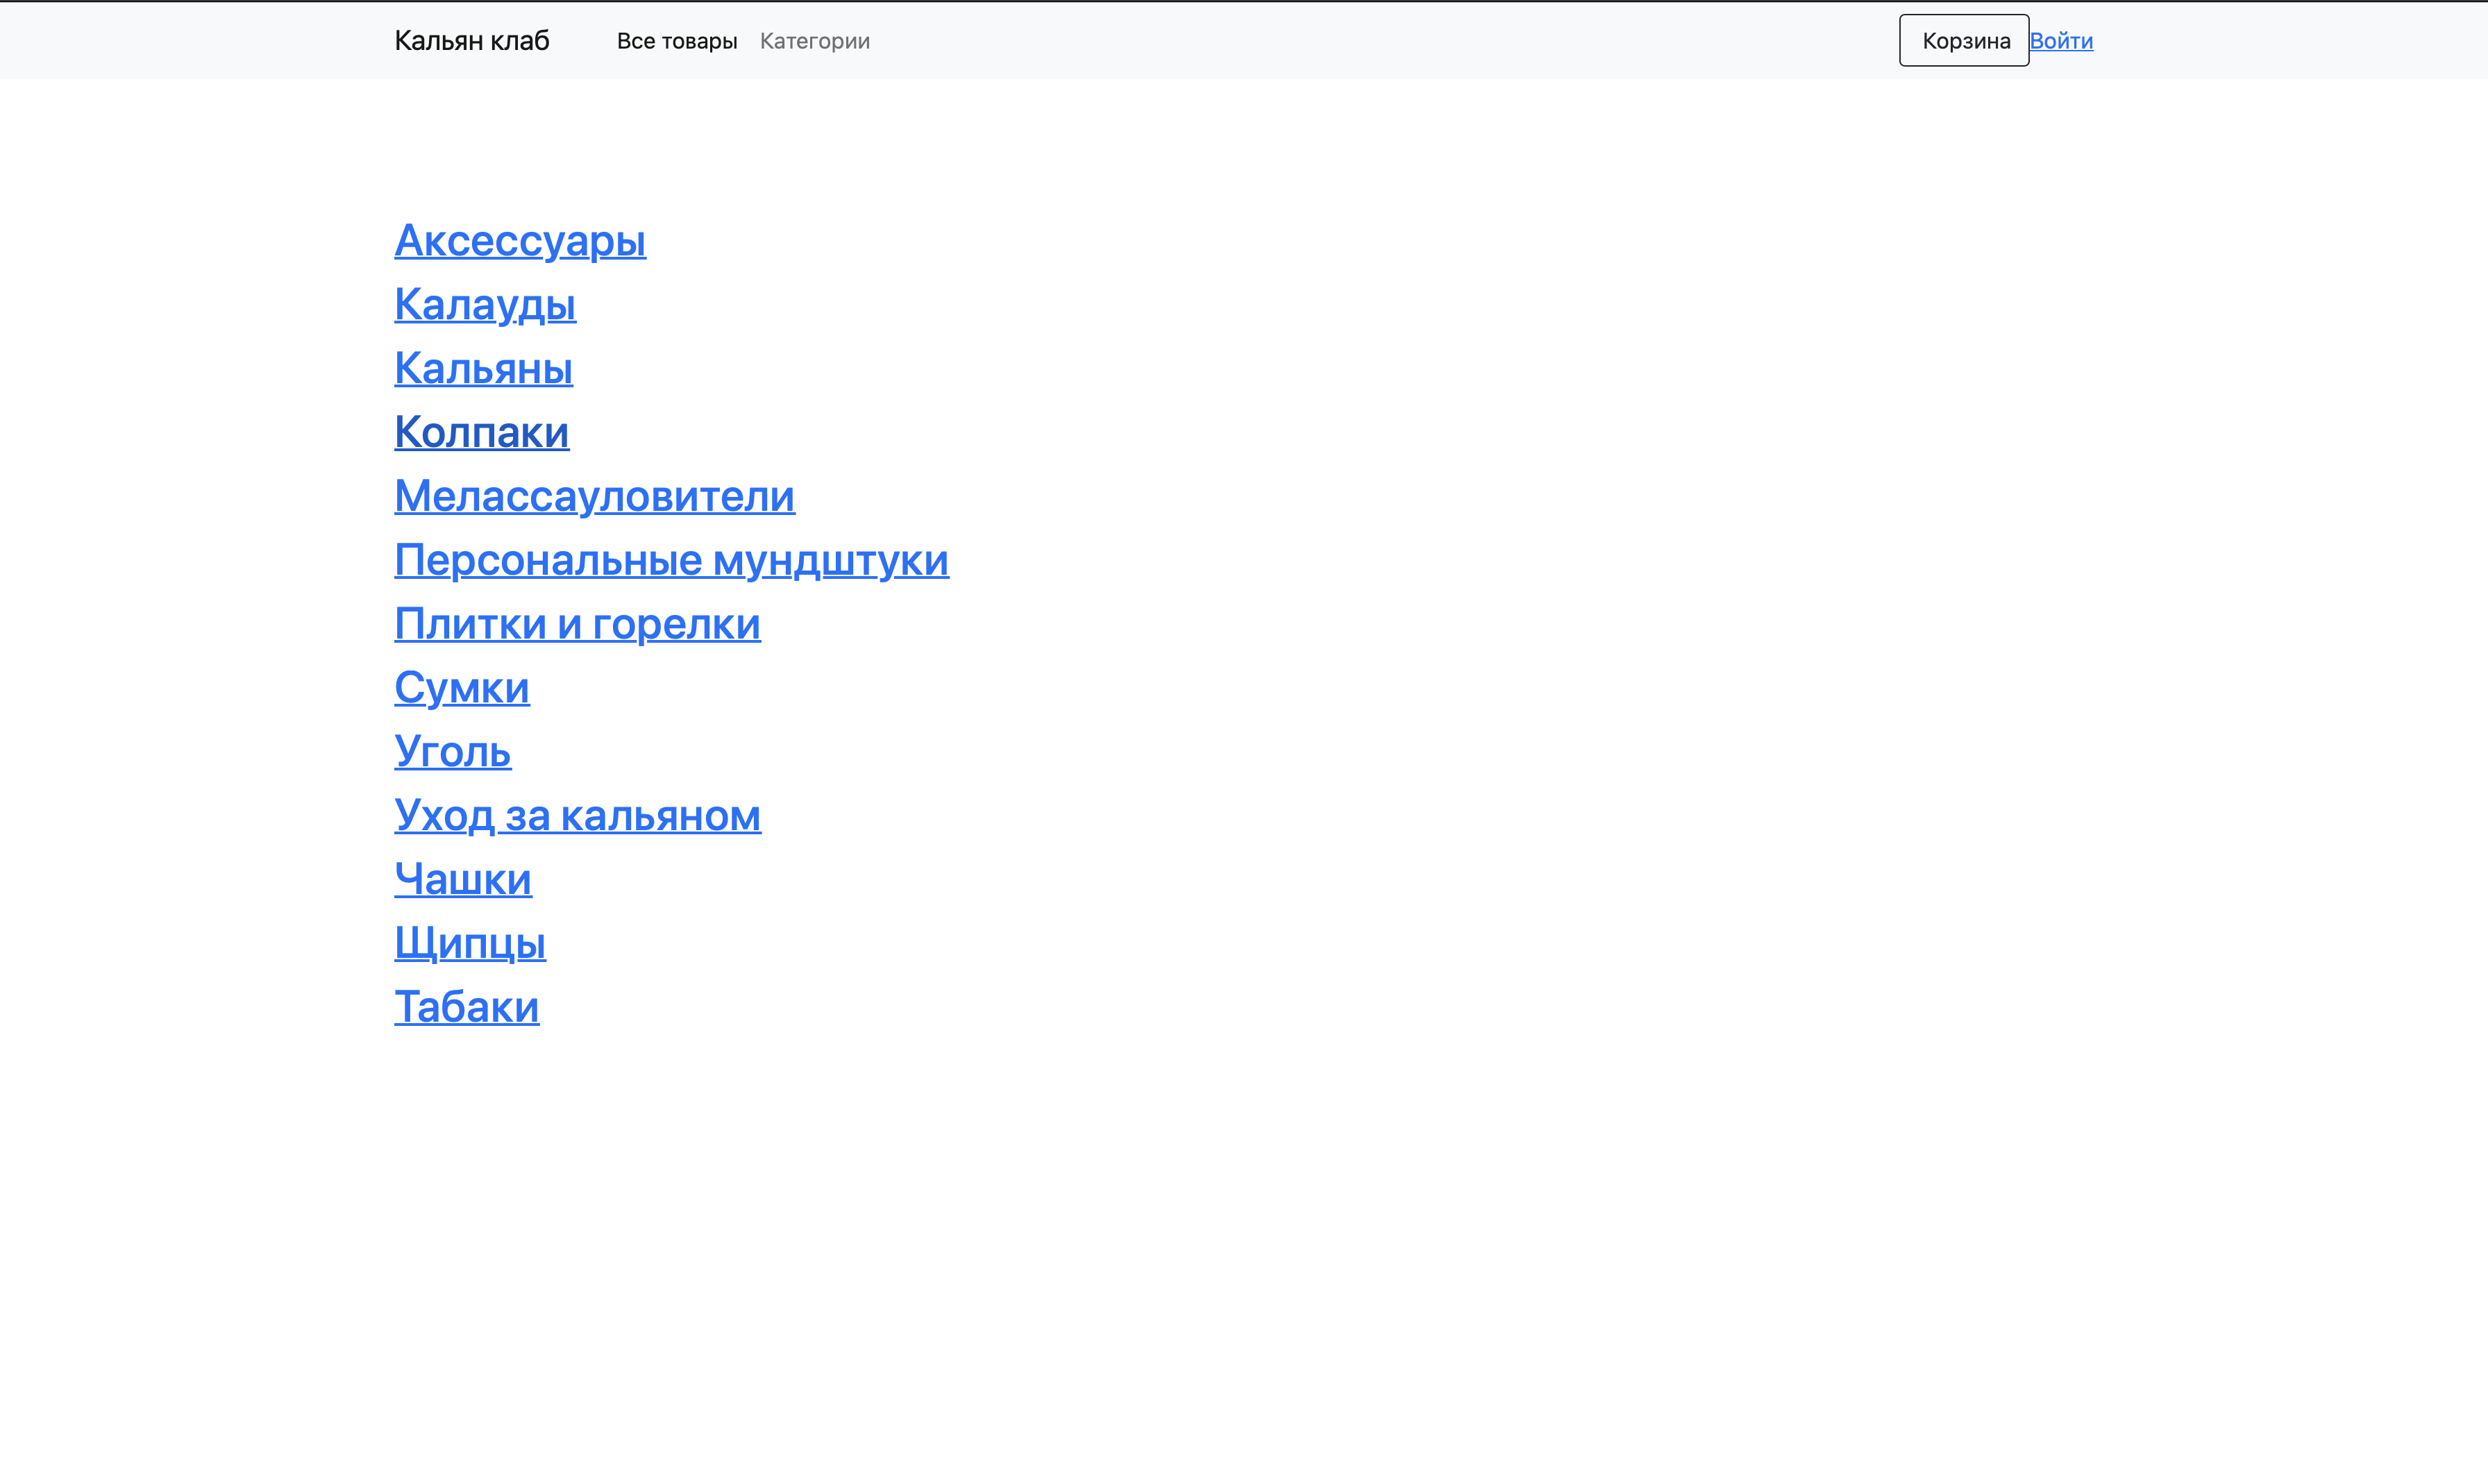 Кальян клаб Все товары Категории Корзина Войти
Аксессуары
Калауды
Кальяны
Колпаки
Мелассауловители
Персональные мундштуки
Плитки и горелки
Сумки
Уголь
Уход за кальяном
Чашки
Щипцы
Табаки